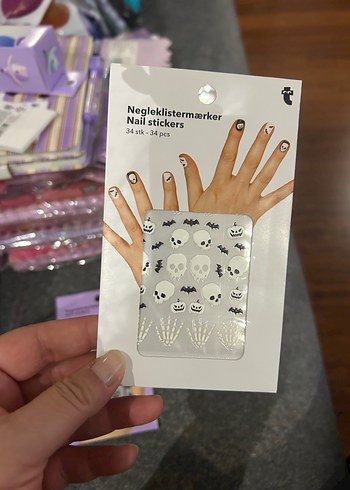 Negleklistermærker
Nail stickers
34 stk - 34 pcs